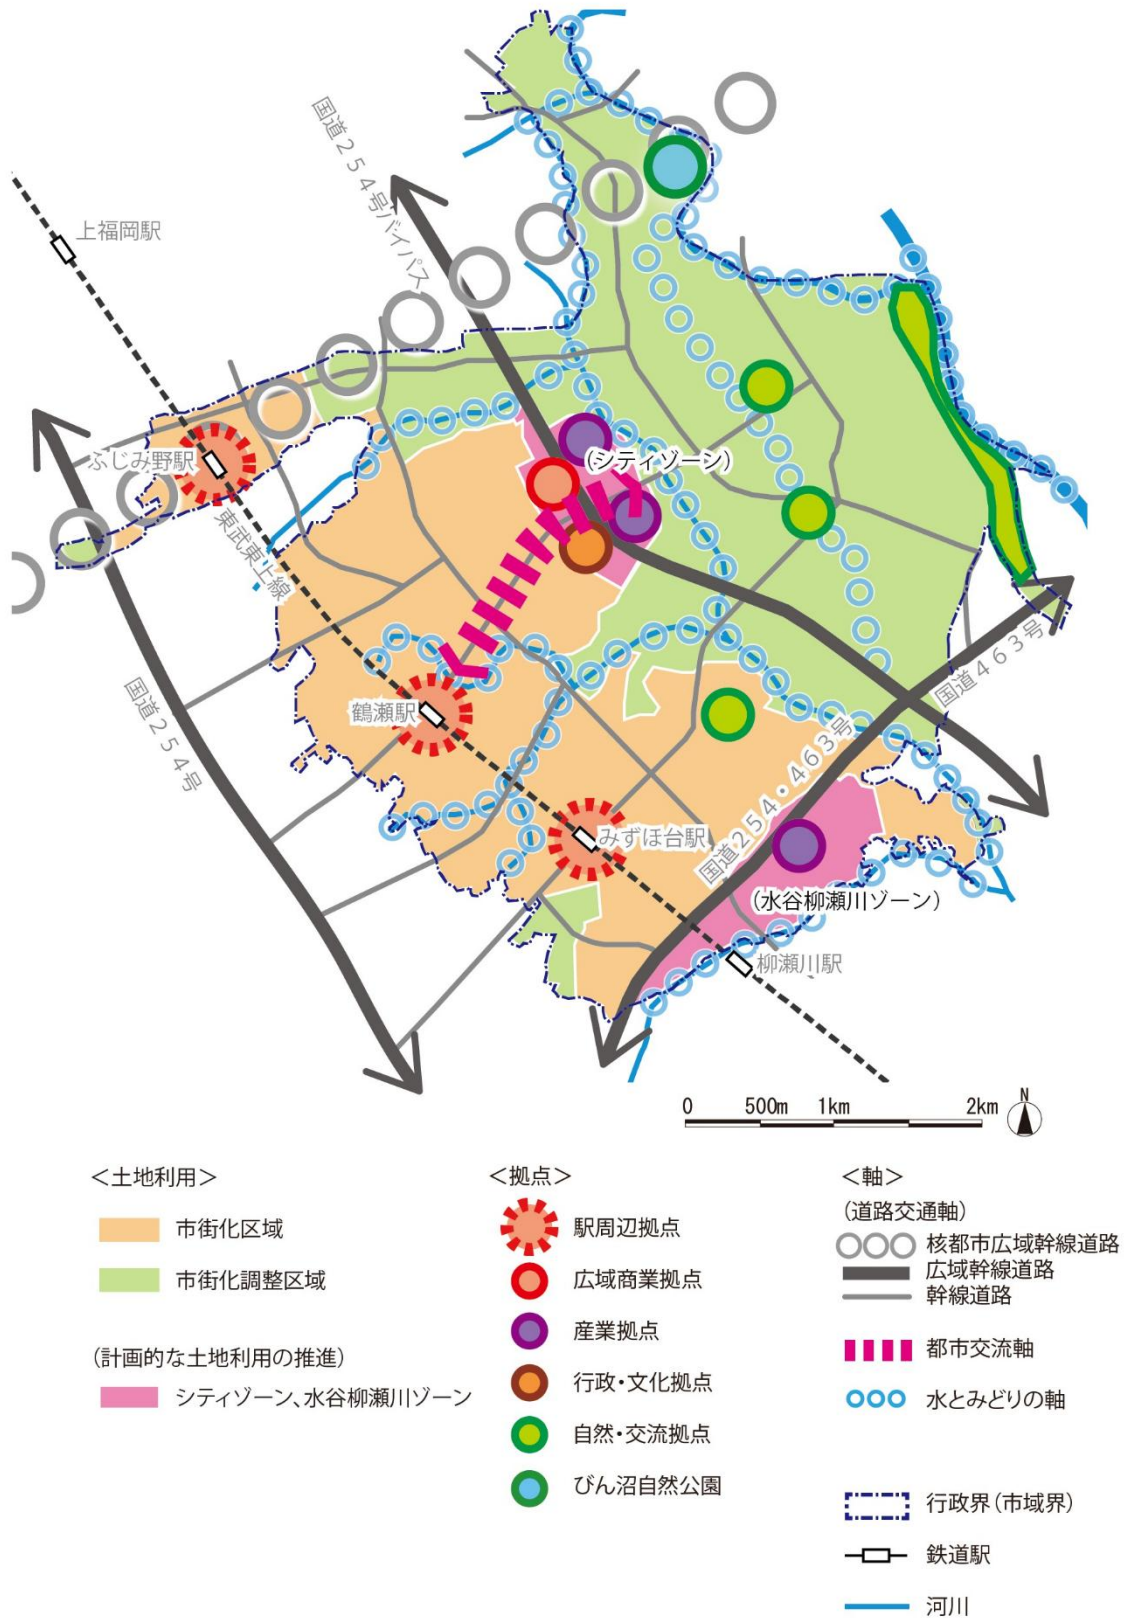 国道２５４号バイパス
上福岡駅
ふじみ野駅
(シティゾーン)
東武東上線
国道２５４号
鶴瀬駅
国道４６３号
国道２５４・４６３号
みずほ台駅
(水谷柳瀬川ゾーン)
柳瀬川駅
0 500m 1km 2km
N
＜土地利用＞
市街化区域
市街化調整区域
(計画的な土地利用の推進)
シティゾーン、水谷柳瀬川ゾーン
＜拠点＞
駅周辺拠点
広域商業拠点
産業拠点
行政・文化拠点
自然・交流拠点
びん沼自然公園
＜軸＞
(道路交通軸)
核都市広域幹線道路
広域幹線道路
幹線道路
都市交流軸
水とみどりの軸
行政界(市域界)
鉄道駅
河川